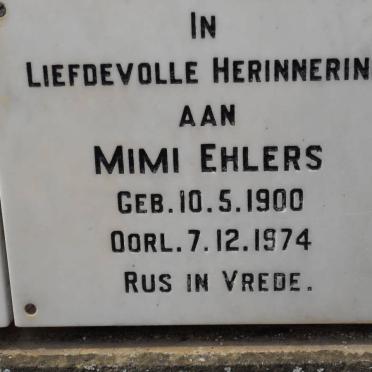 IN
LIEFDEVOLLE HERINNERIN
AAN
MIMI EHLERS
GEB. 10.5.1900
OORL. 7.12.1974
RUS IN VREDE.